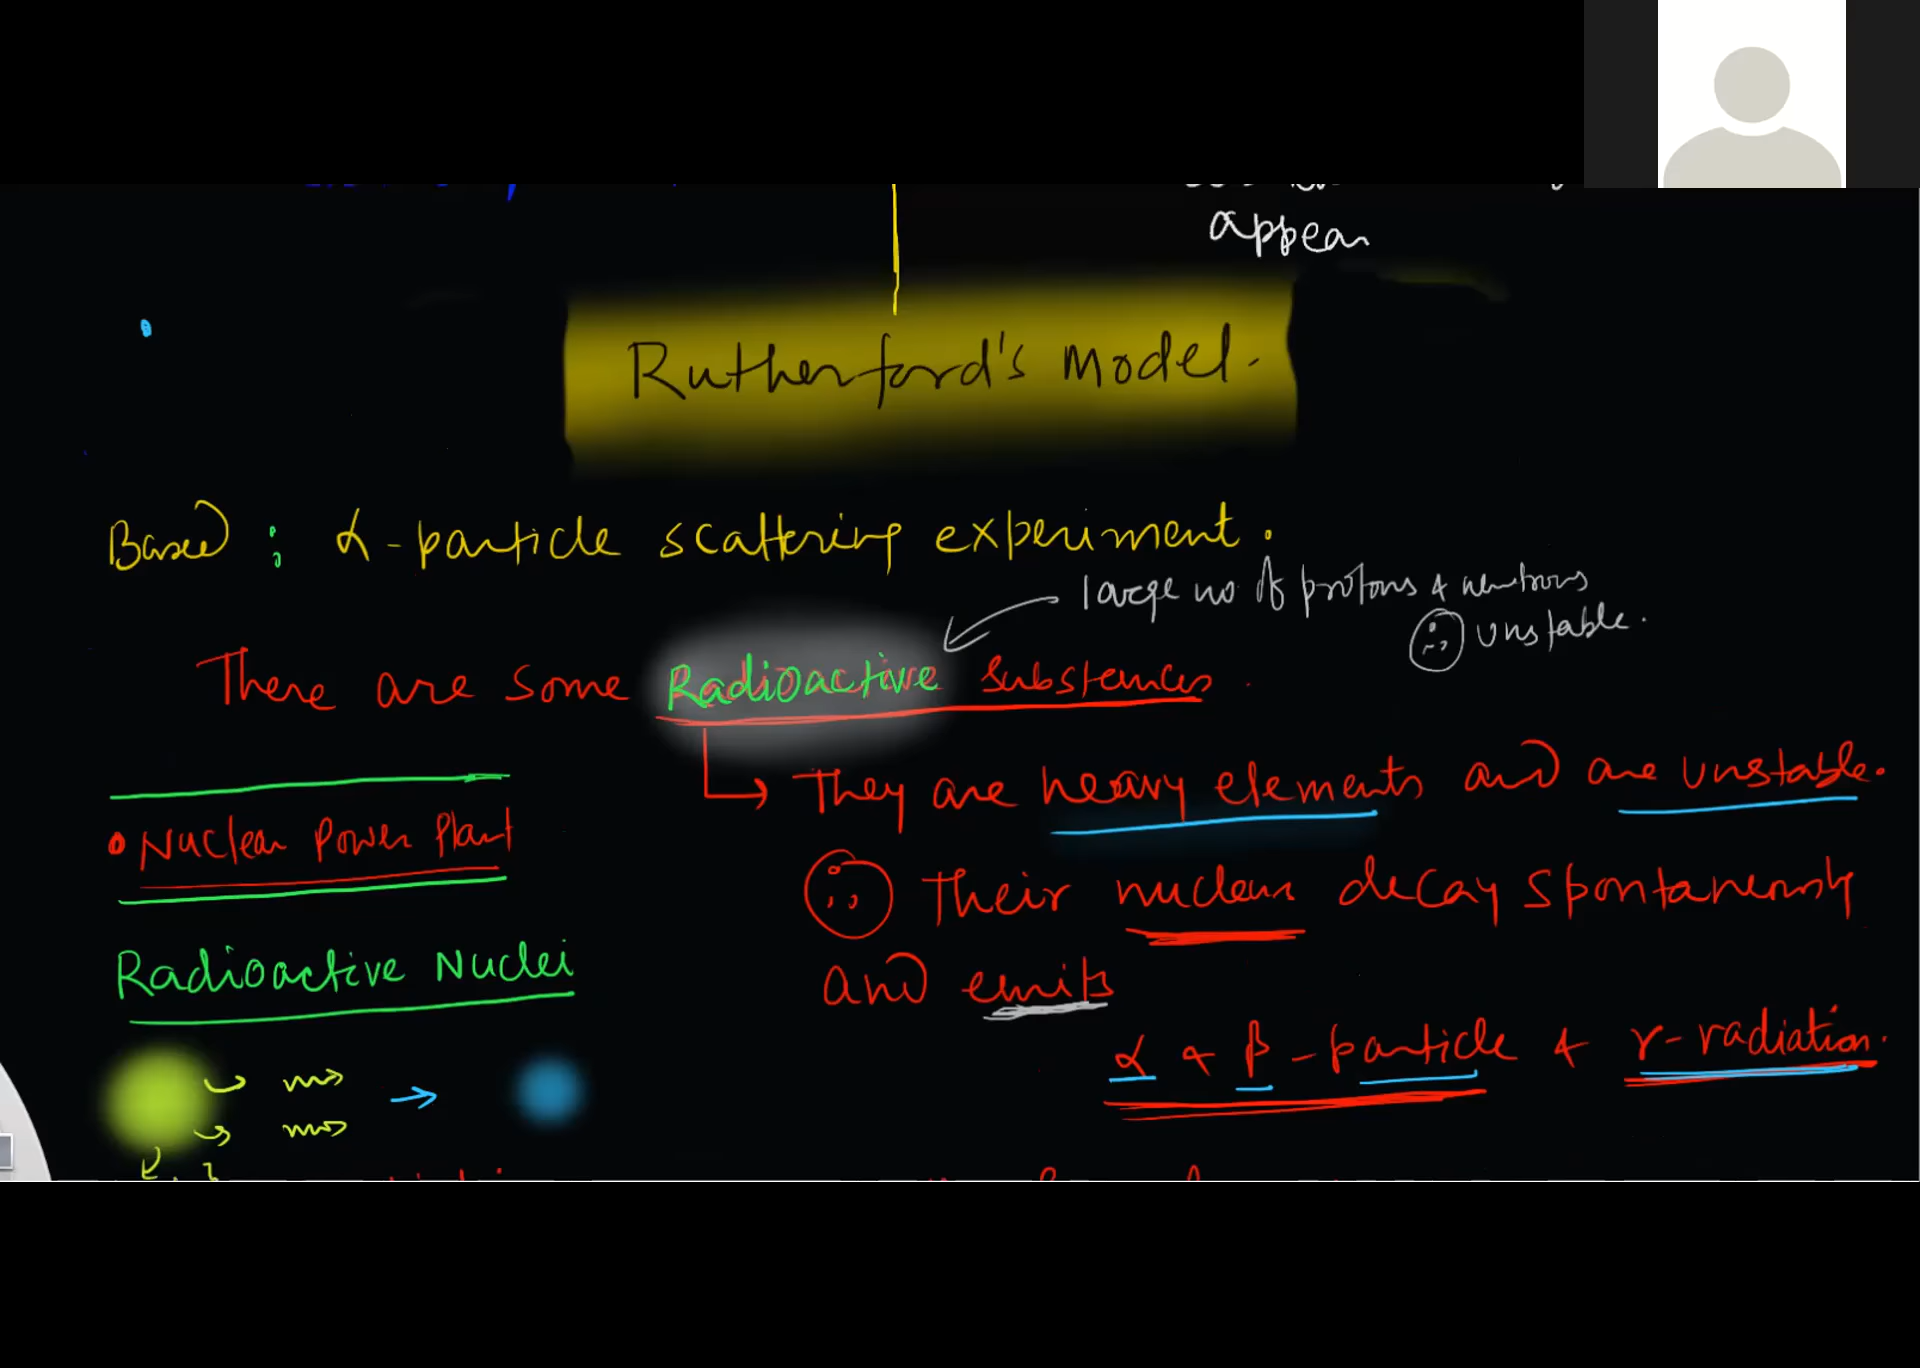 appear
Rutherford's Model.
Based : α-particle scattering experiment.
large no of protons & neutrons
unstable.
There are some Radioactive substances.
They are heavy elements and are unstable.
• Nuclear Power Plant
Their nucleus decay spontaneously
Radioactive Nuclei
and emits
α & β - particle & γ-radiation.